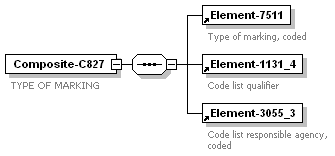 Element-7511
Type of marking, coded
Composite-C827
TYPE OF MARKING
Element-1131_4
Code list qualifier
Element-3055_3
Code list responsible agency,
coded